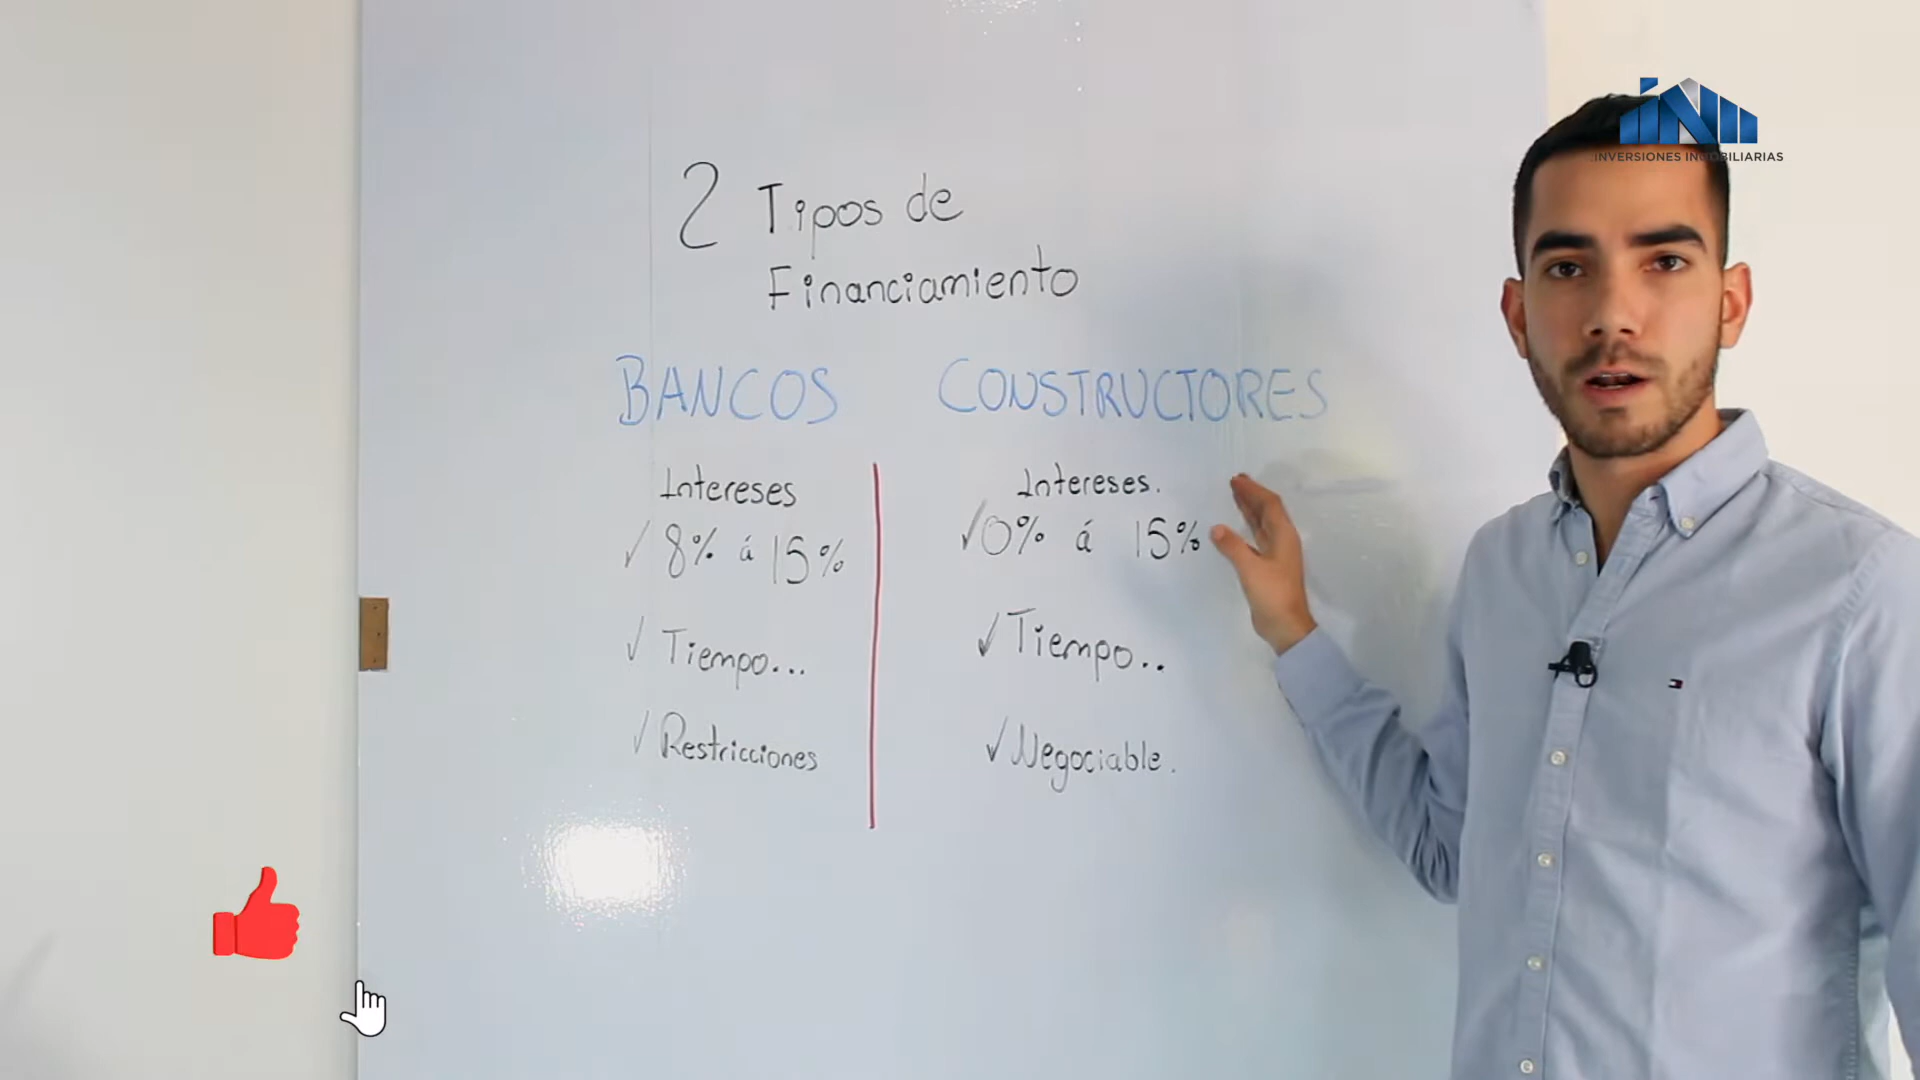 2 Tipos de
Financiamiento
BANCOS
Intereses
✓ 8% á 15%
✓ Tiempo...
✓ Restricciones
CONSTRUCTORES
Intereses.
✓ 0% á 15%
✓ Tiempo..
✓ Negociable.
INVERSIONES INMOBILIARIAS